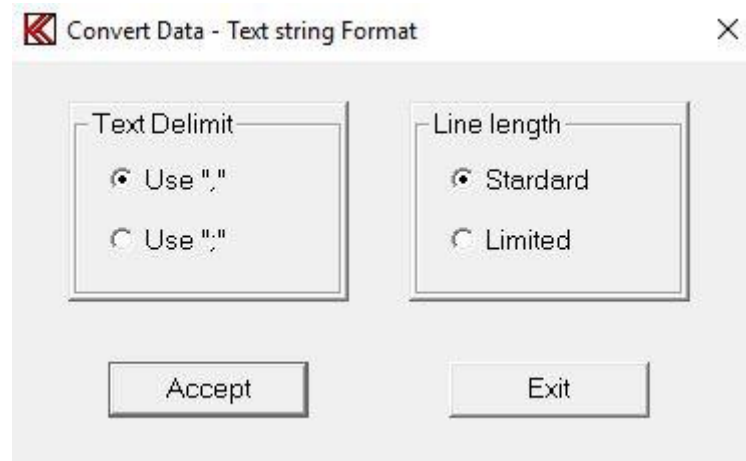 Convert Data - Text string Format
Text Delimit
Use ","
Use ";"
Line length
Stardard
Limited
Accept
Exit